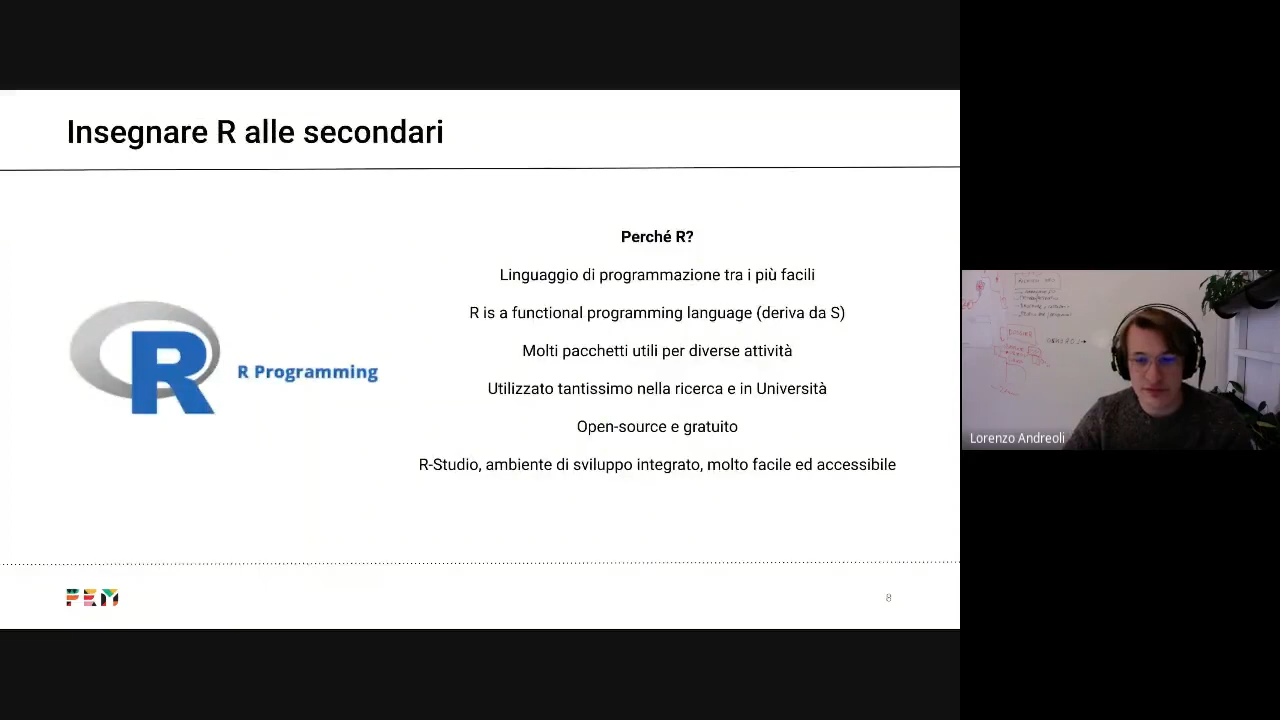 Insegnare R alle secondari
Perché R?
Linguaggio di programmazione tra i più facili
R is a functional programming language (deriva da S)
Molti pacchetti utili per diverse attività
R Programming
Utilizzato tantissimo nella ricerca e in Università
Open-source e gratuito
R-Studio, ambiente di sviluppo integrato, molto facile ed accessibile
Lorenzo Andreoli
FEM
8